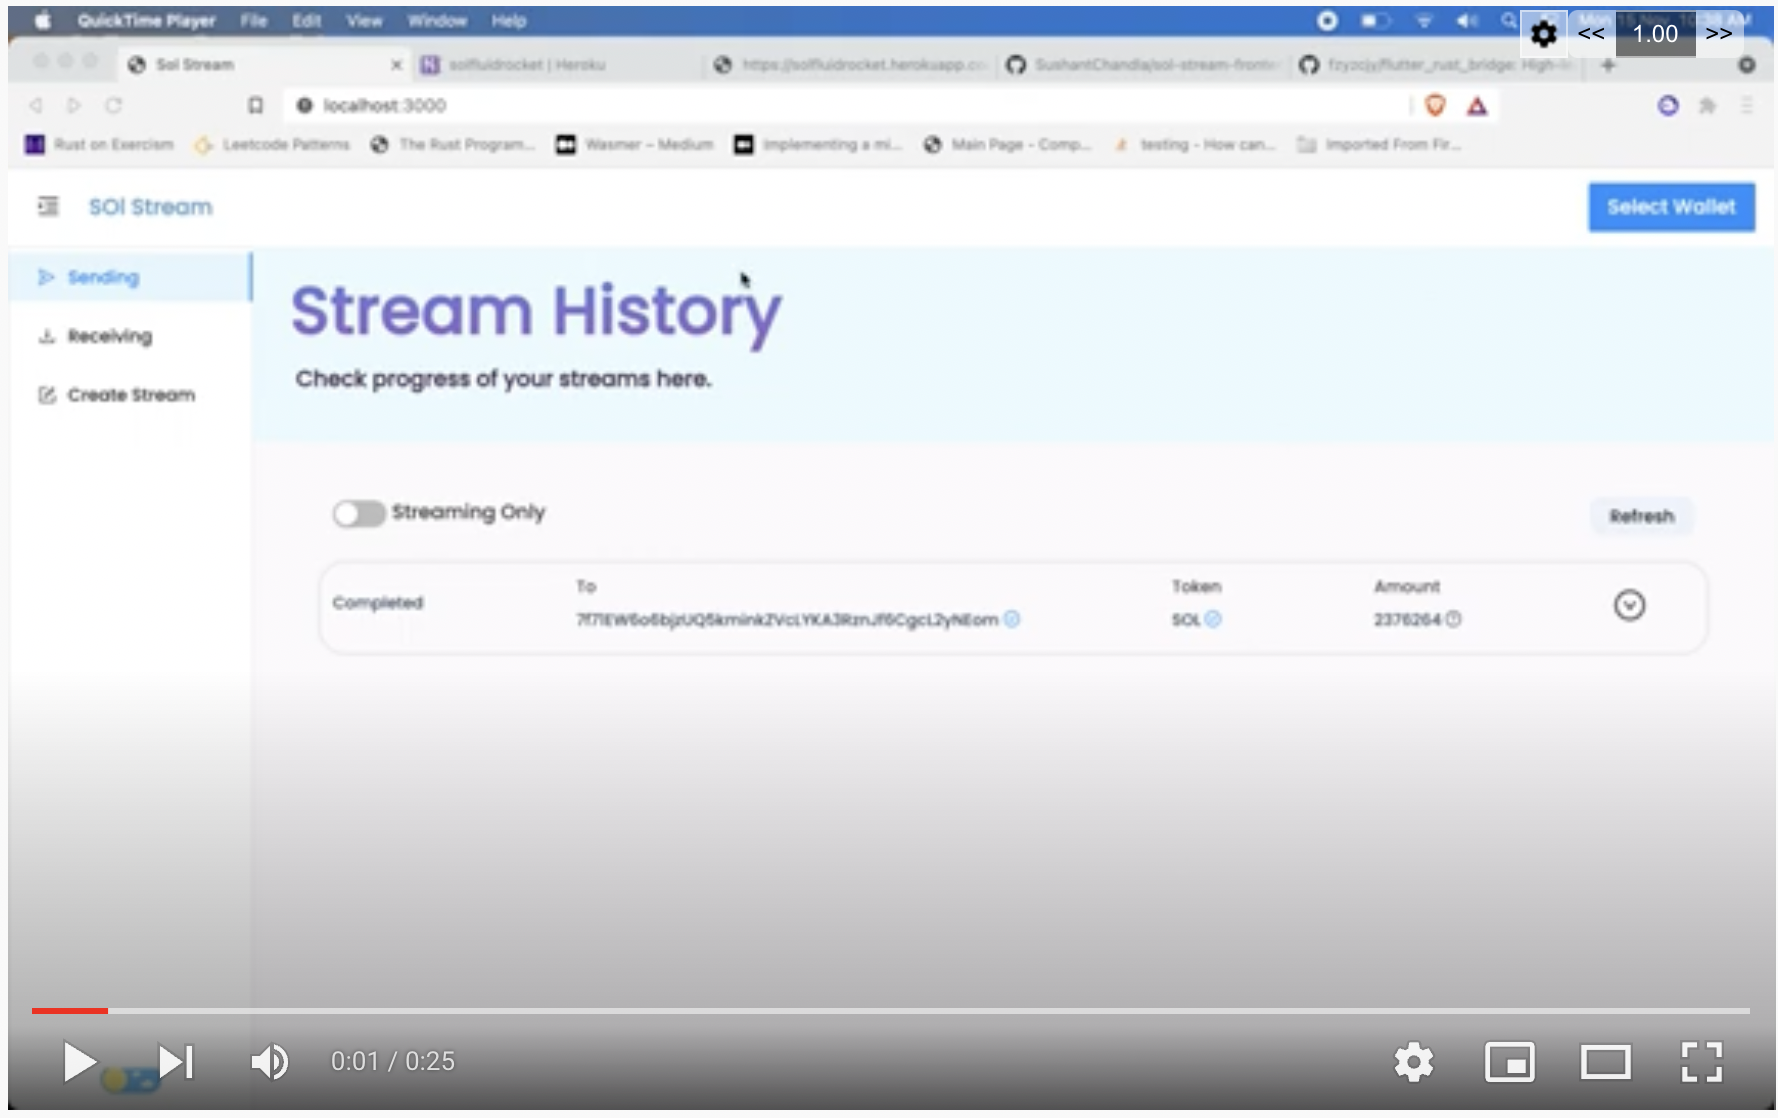 QuickTime Player File Edit View Window Help
<< 1.00 >>
Sol Stream
solfluidrocket | Heroku
https://solfluidrocket.herokuapp.co
SushantChandla/sol-stream-fronte
fzyzcjy/flutter_rust_bridge: High-
localhost:3000
Rust on Exercism
Leetcode Patterns
The Rust Program...
Wasmer – Medium
Implementing a mi...
Main Page - Comp...
testing - How can...
Imported From Fir...
SOl Stream
Select Wallet
Sending
Receiving
Create Stream
Stream History
Check progress of your streams here.
Streaming Only
Refresh
Completed
To
Token
SOL
Amount
2376264
0:01 / 0:25